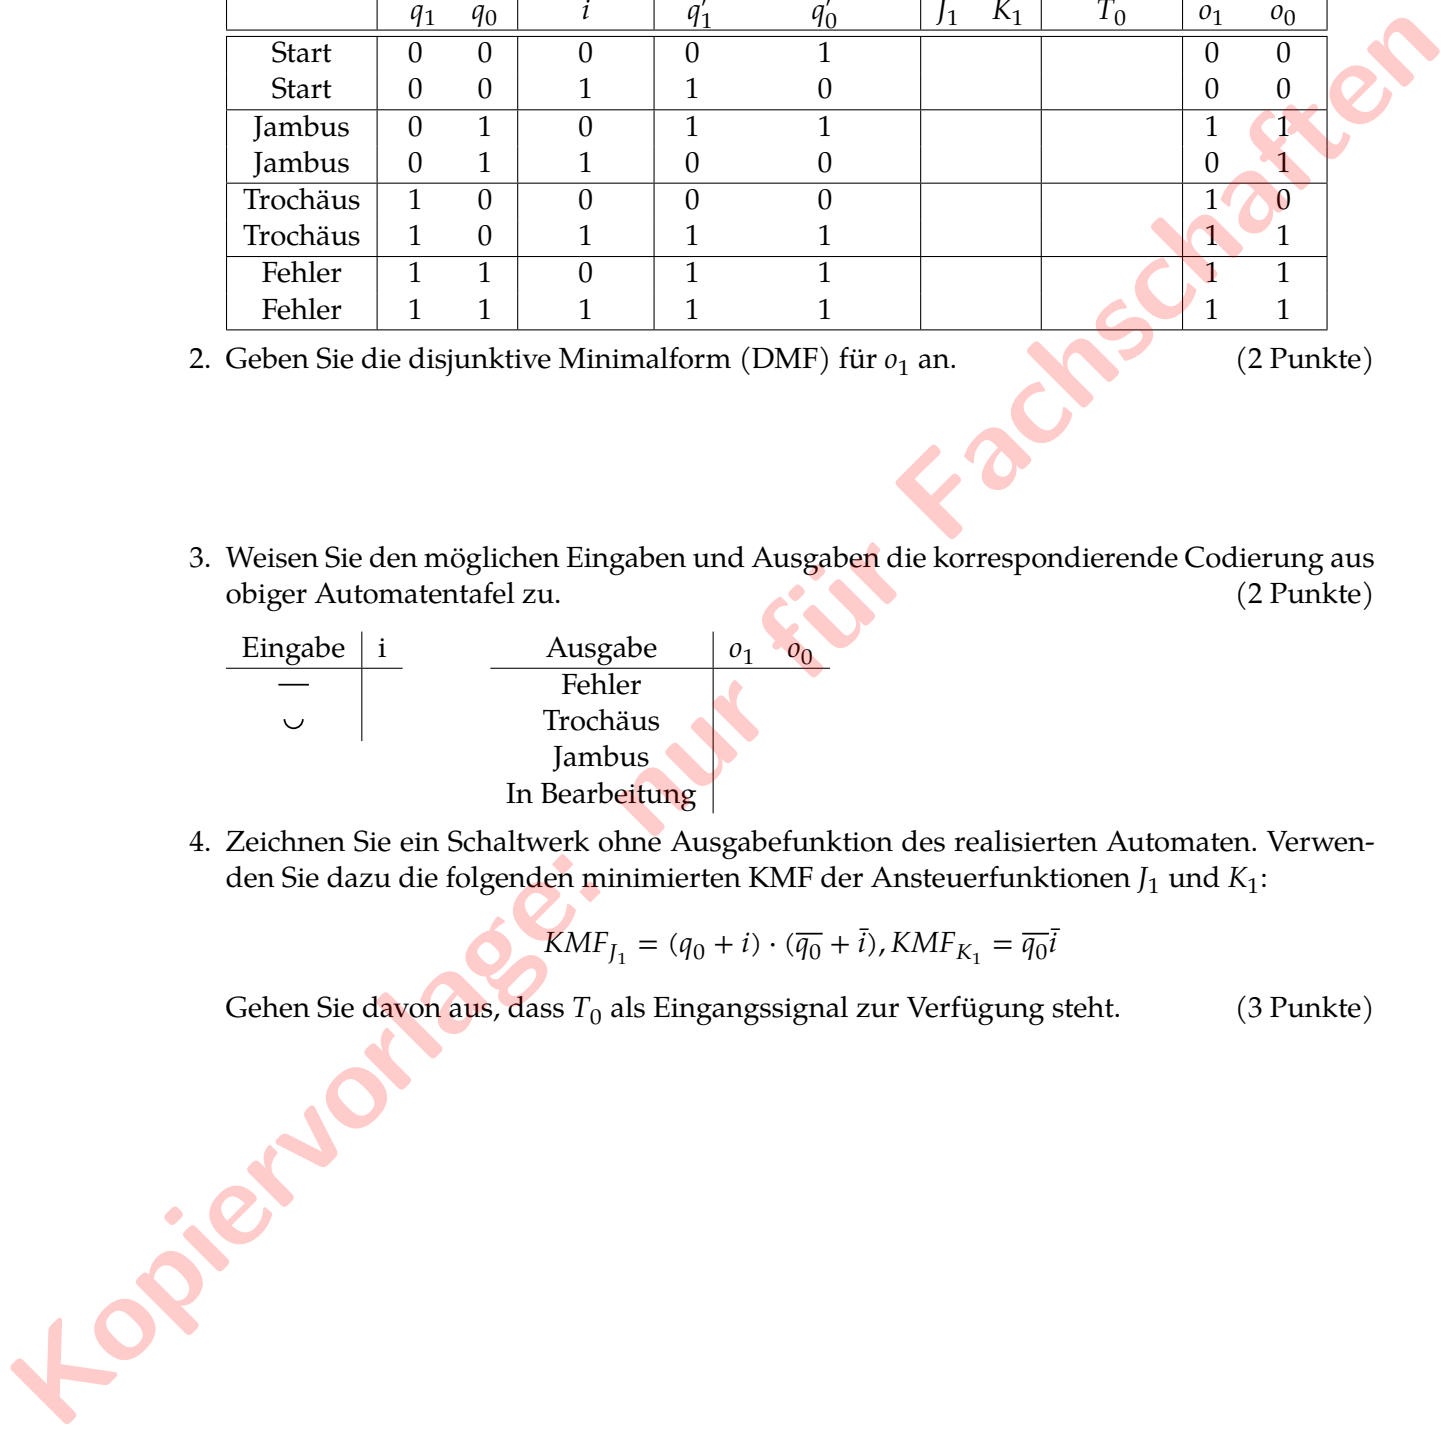 q1 q0 i q′1 q′0 J1 K1 T0 o1 o0
Start 0 0 0 0 1 0 0
Start 0 0 1 1 0 0 0
Jambus 0 1 0 1 1 1 1
Jambus 0 1 1 0 0 0 1
Trochäus 1 0 0 0 0 1 0
Trochäus 1 0 1 1 1 1 1
Fehler 1 1 0 1 1 1 1
Fehler 1 1 1 1 1 1 1
2. Geben Sie die disjunktive Minimalform (DMF) für o1 an. (2 Punkte)
3. Weisen Sie den möglichen Eingaben und Ausgaben die korrespondierende Codierung aus
obiger Automatentafel zu. (2 Punkte)
Eingabe i Ausgabe o1 o0
— Fehler
◡ Trochäus
Jambus
In Bearbeitung
4. Zeichnen Sie ein Schaltwerk ohne Ausgabefunktion des realisierten Automaten. Verwen-
den Sie dazu die folgenden minimierten KMF der Ansteuerfunktionen J1 und K1:
KMF_J1 = (q0 + i) · (q̅0̅ + i̅), KMF_K1 = q̅0̅ i̅
Gehen Sie davon aus, dass T0 als Eingangssignal zur Verfügung steht. (3 Punkte)
Kopiervorlage: nur für Fachschaften